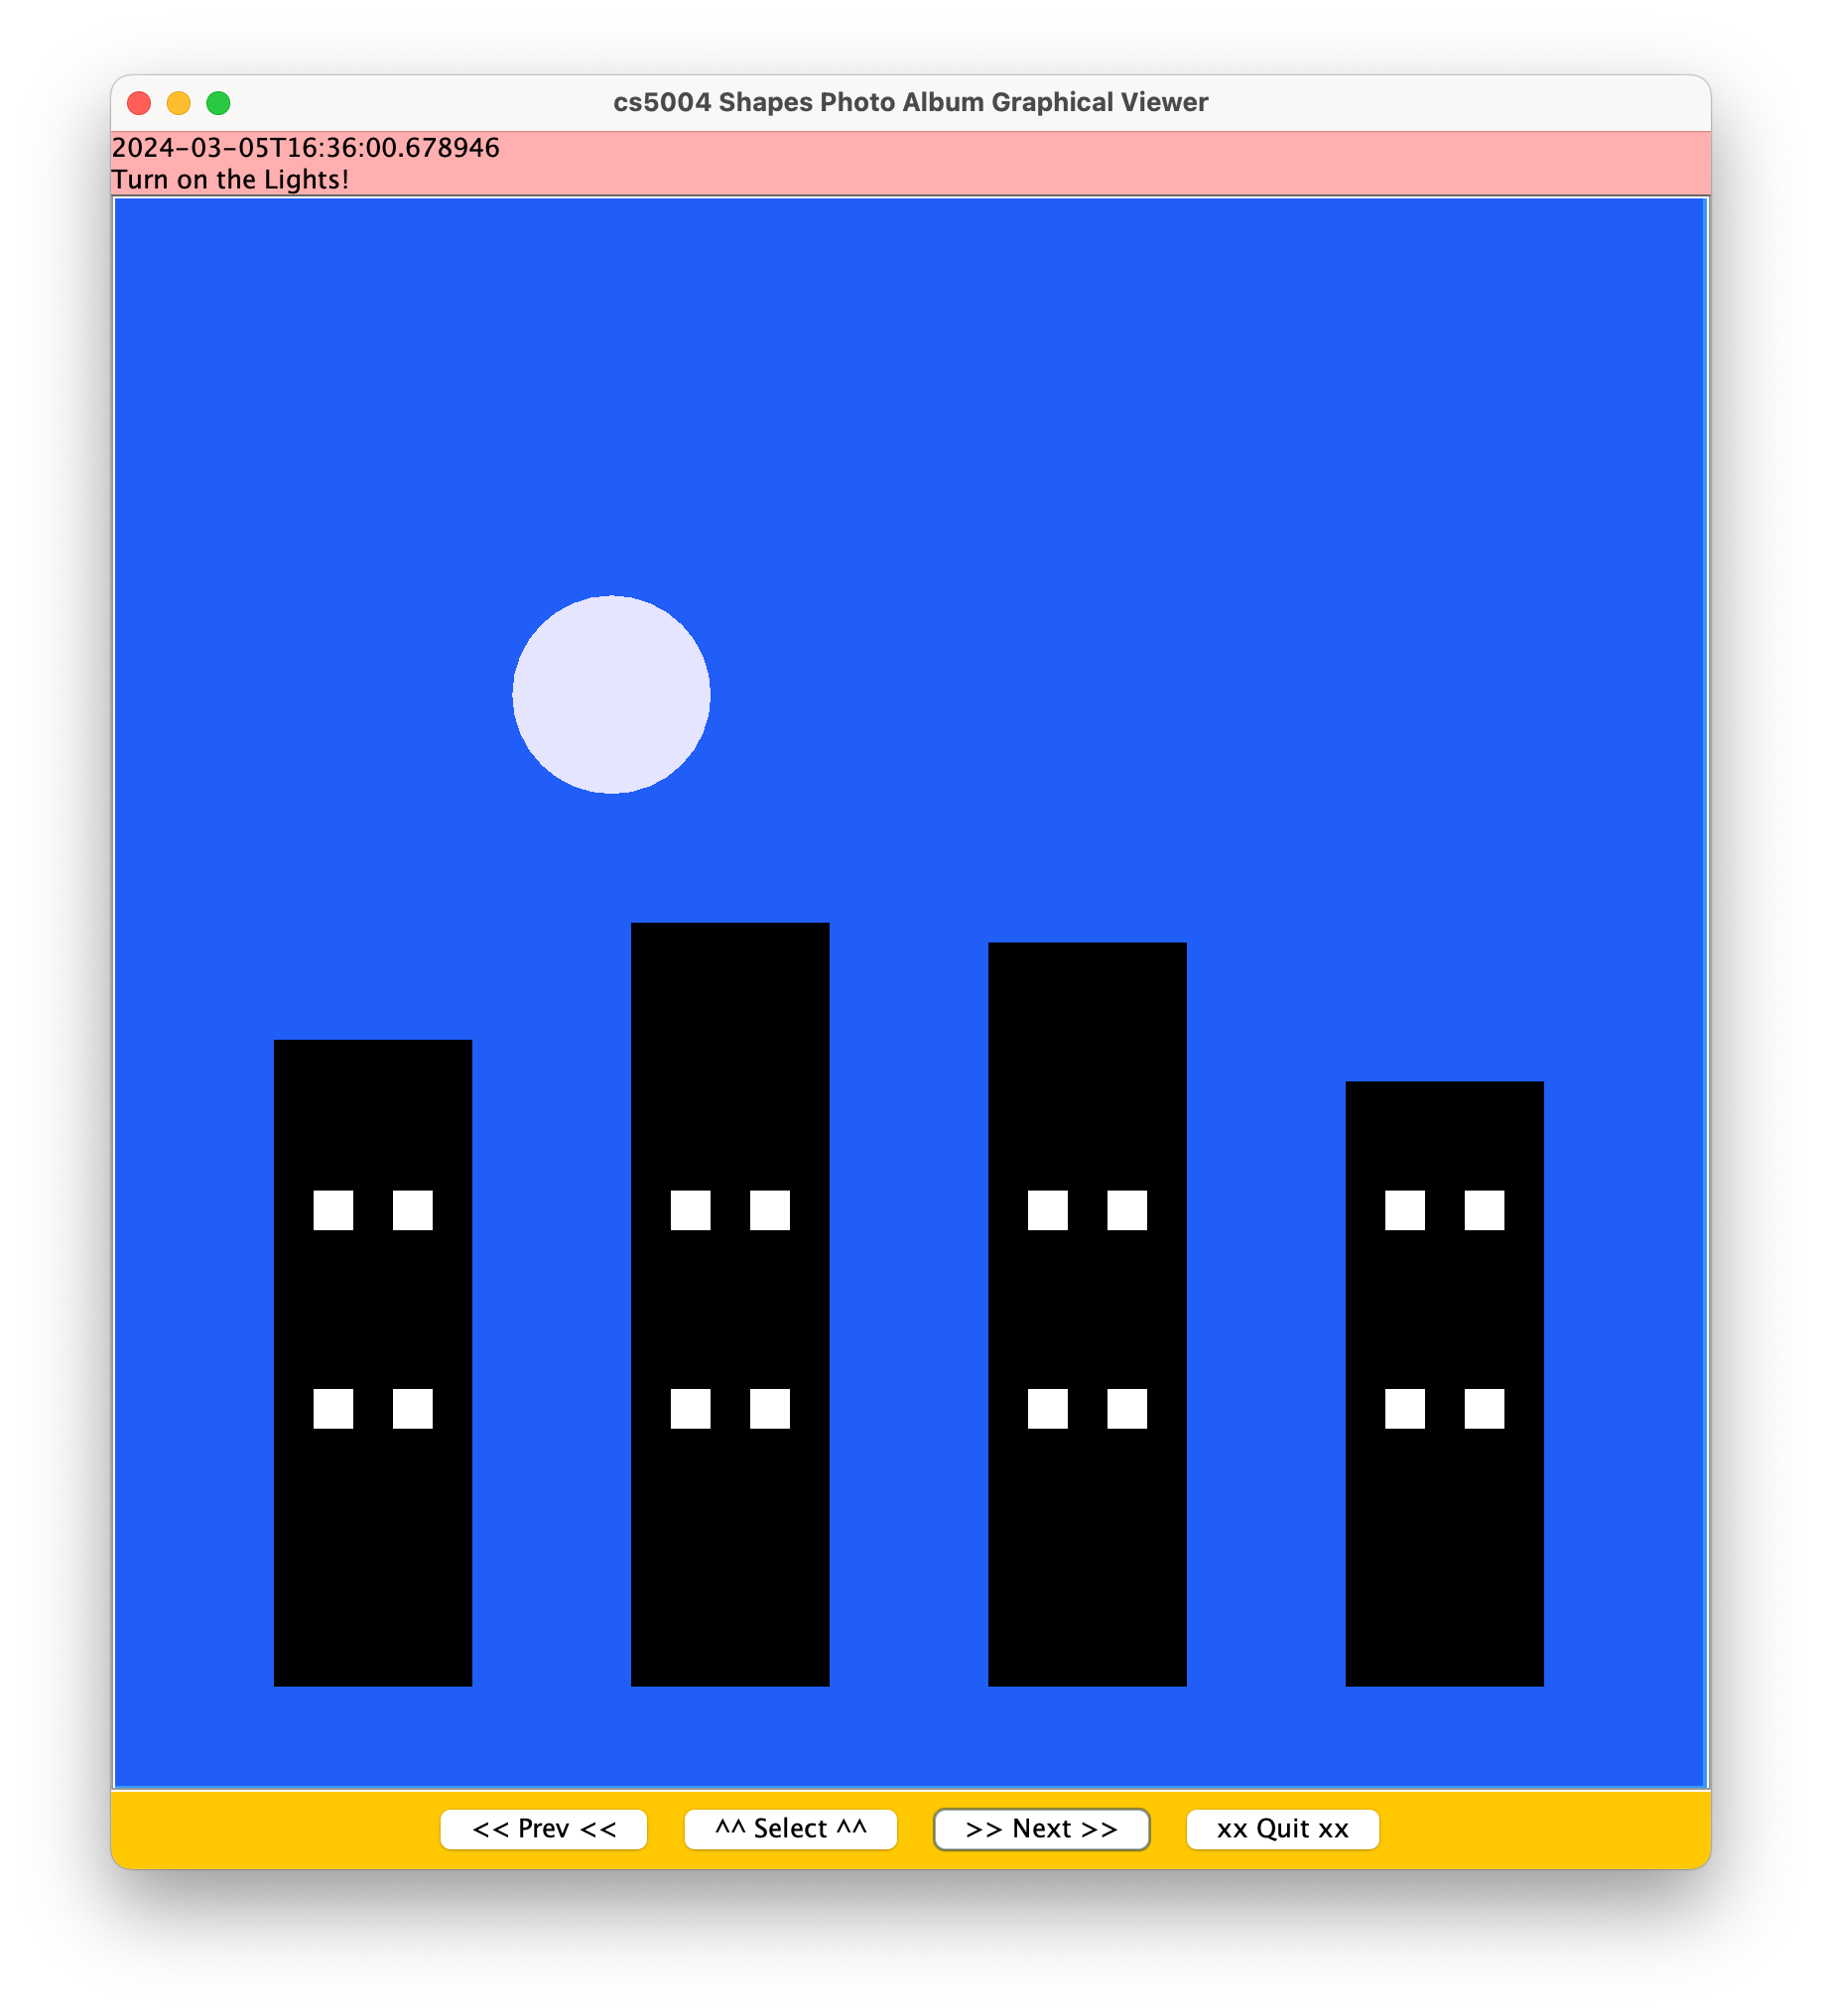 cs5004 Shapes Photo Album Graphical Viewer
2024-03-05T16:36:00.678946
Turn on the Lights!
<< Prev <<
^^ Select ^^
>> Next >>
xx Quit xx